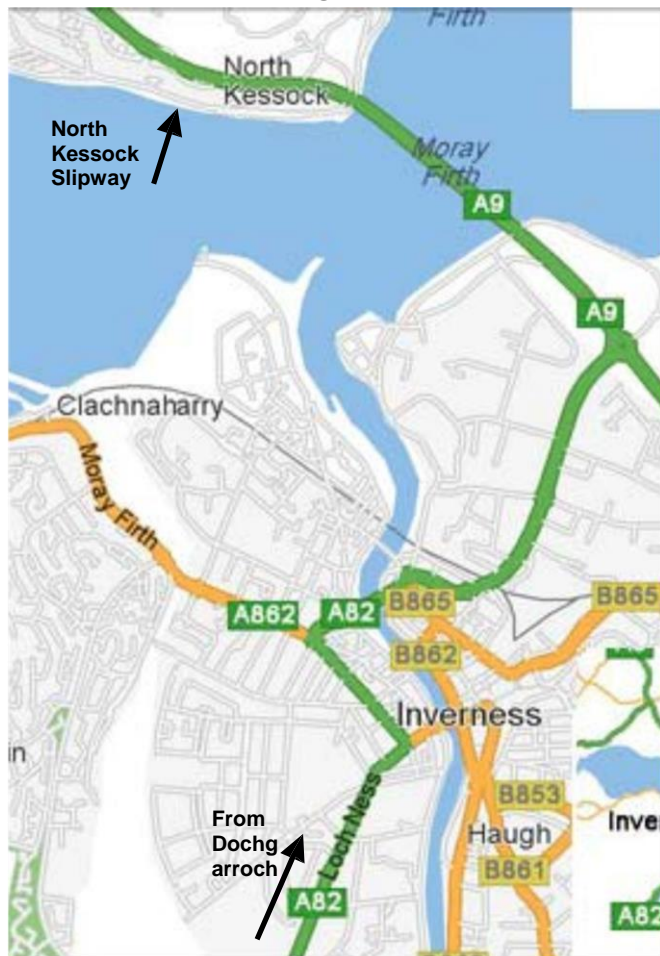 Firth
North
Kessock
North
Kessock
Slipway
Moray
Firth
A9
A9
Clachnaharry
Moray Firth
A862
A82
B865
B865
B862
Inverness
in
Loch Ness
B853
From
Dochg
arroch
Haugh
Inver
B861
A82
A82